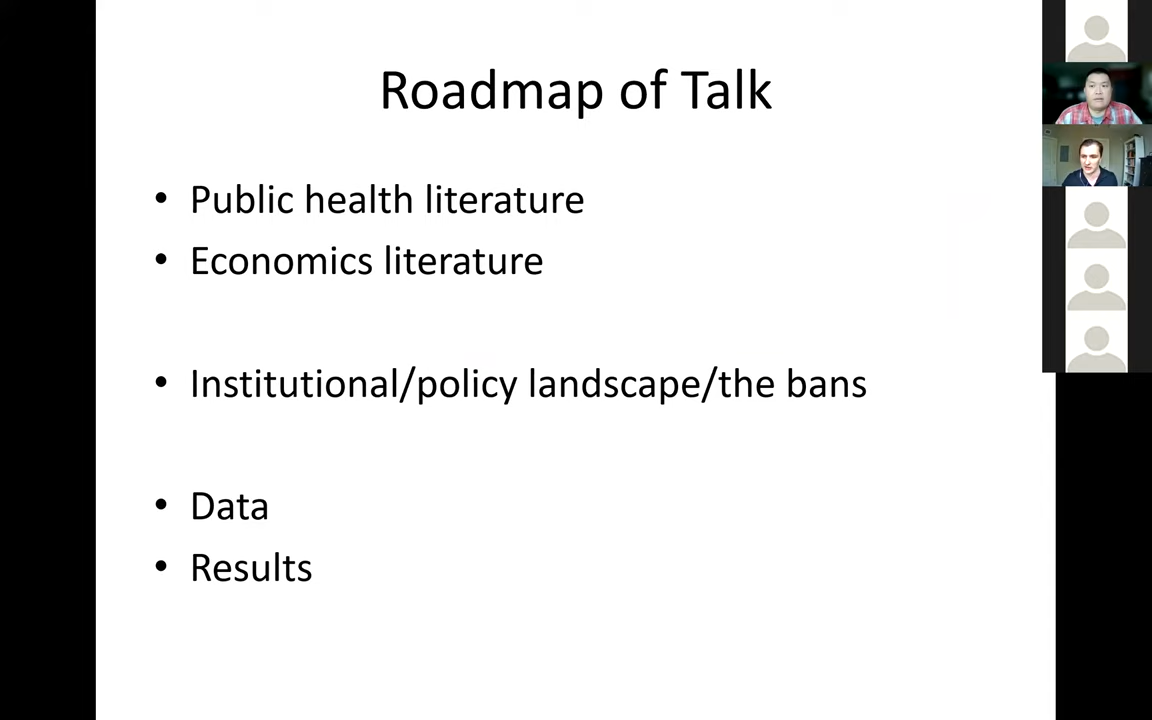 Roadmap of Talk
• Public health literature
• Economics literature
• Institutional/policy landscape/the bans
• Data
• Results